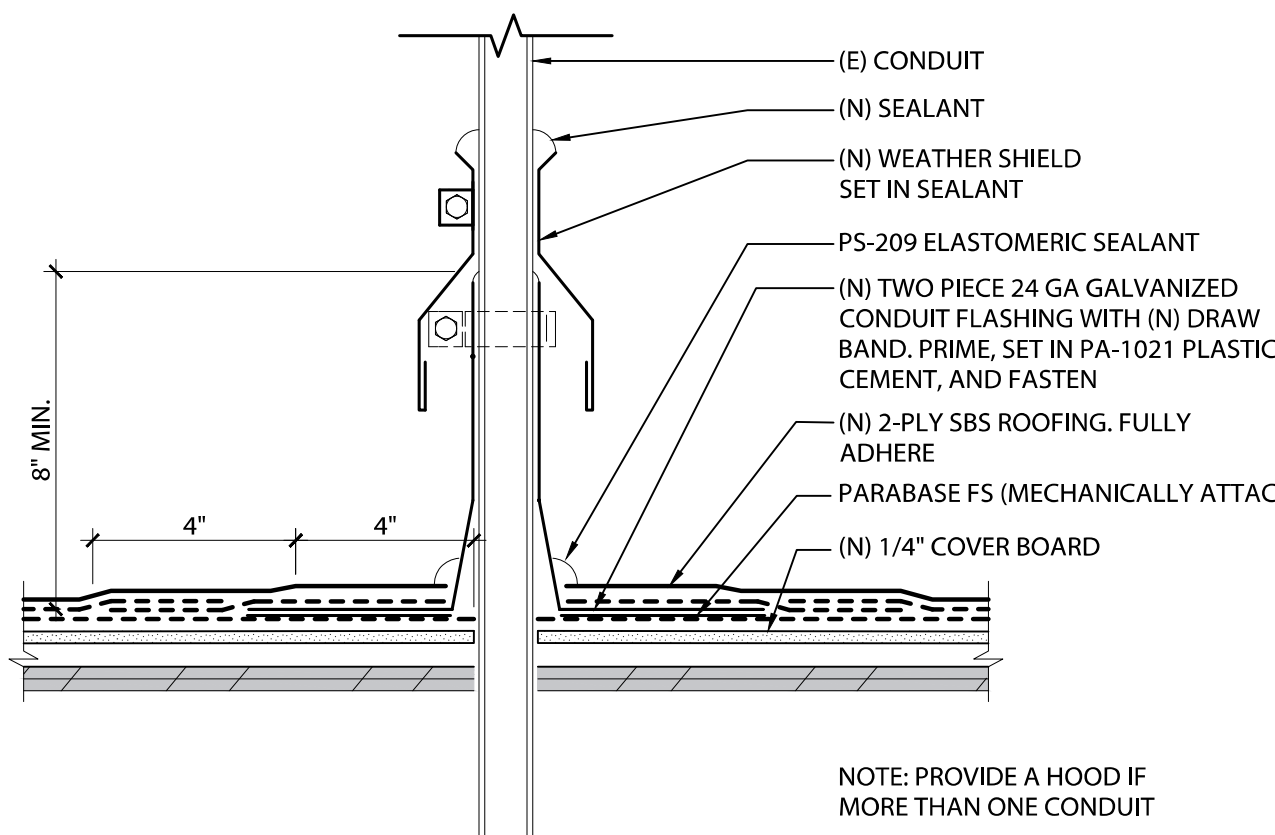 (E) CONDUIT
(N) SEALANT
(N) WEATHER SHIELD
SET IN SEALANT
PS-209 ELASTOMERIC SEALANT
(N) TWO PIECE 24 GA GALVANIZED
CONDUIT FLASHING WITH (N) DRAW
BAND. PRIME, SET IN PA-1021 PLASTIC
CEMENT, AND FASTEN
(N) 2-PLY SBS ROOFING. FULLY
ADHERE
PARABASE FS (MECHANICALLY ATTAC
(N) 1/4" COVER BOARD
8" MIN.
4"
4"
NOTE: PROVIDE A HOOD IF
MORE THAN ONE CONDUIT